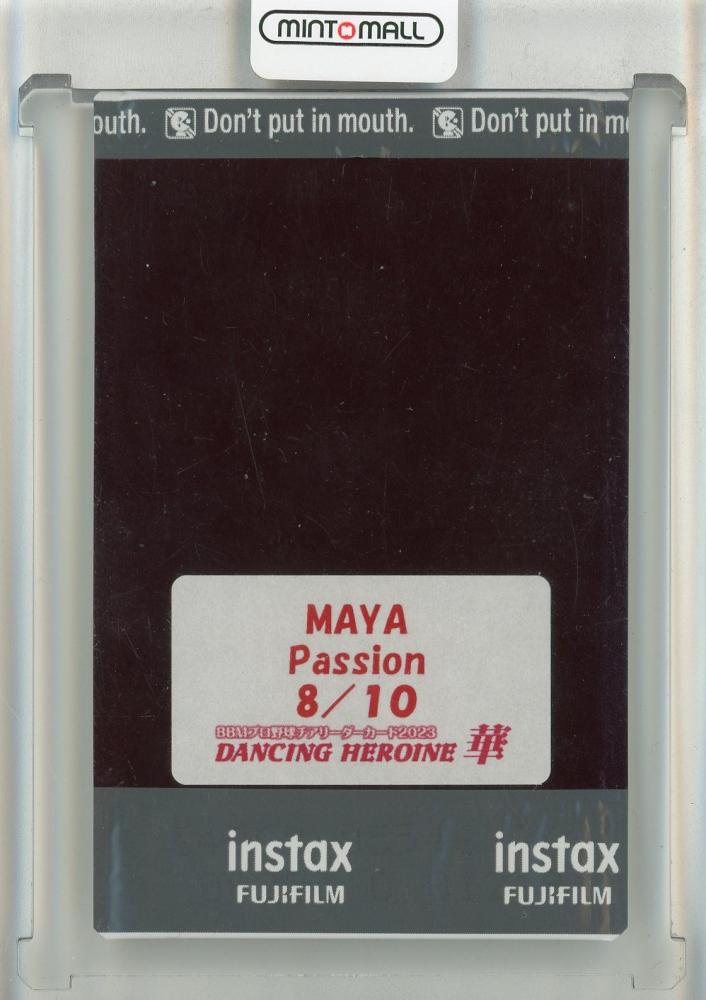 MINT MALL
outh. Don't put in mouth. Don't put in m
MAYA
Passion
8/10
BBMプロ野球チアリーダーカード2023
DANCING HEROINE 華
instax instax
FUJIFILM FUJIFILM